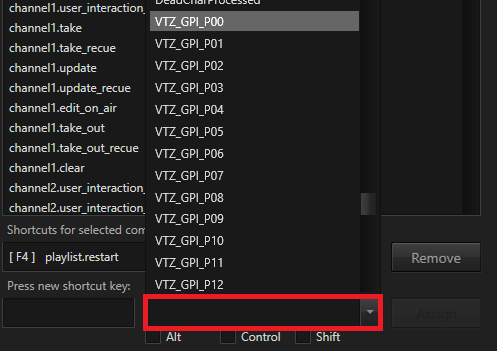 channel1.user_interaction_
channel1.take
channel1.take_recue
channel1.update
channel1.update_recue
channel1.edit_on_air
channel1.take_out
channel1.take_out_recue
channel1.clear
channel2.user_interaction_
channel2.user_interaction_
DeadCharProcessed
VTZ_GPI_P00
VTZ_GPI_P01
VTZ_GPI_P02
VTZ_GPI_P03
VTZ_GPI_P04
VTZ_GPI_P05
VTZ_GPI_P06
VTZ_GPI_P07
VTZ_GPI_P08
VTZ_GPI_P09
VTZ_GPI_P10
VTZ_GPI_P11
VTZ_GPI_P12
Shortcuts for selected com
[ F4 ] playlist.restart
Remove
Press new shortcut key:
Assign
Alt
Control
Shift